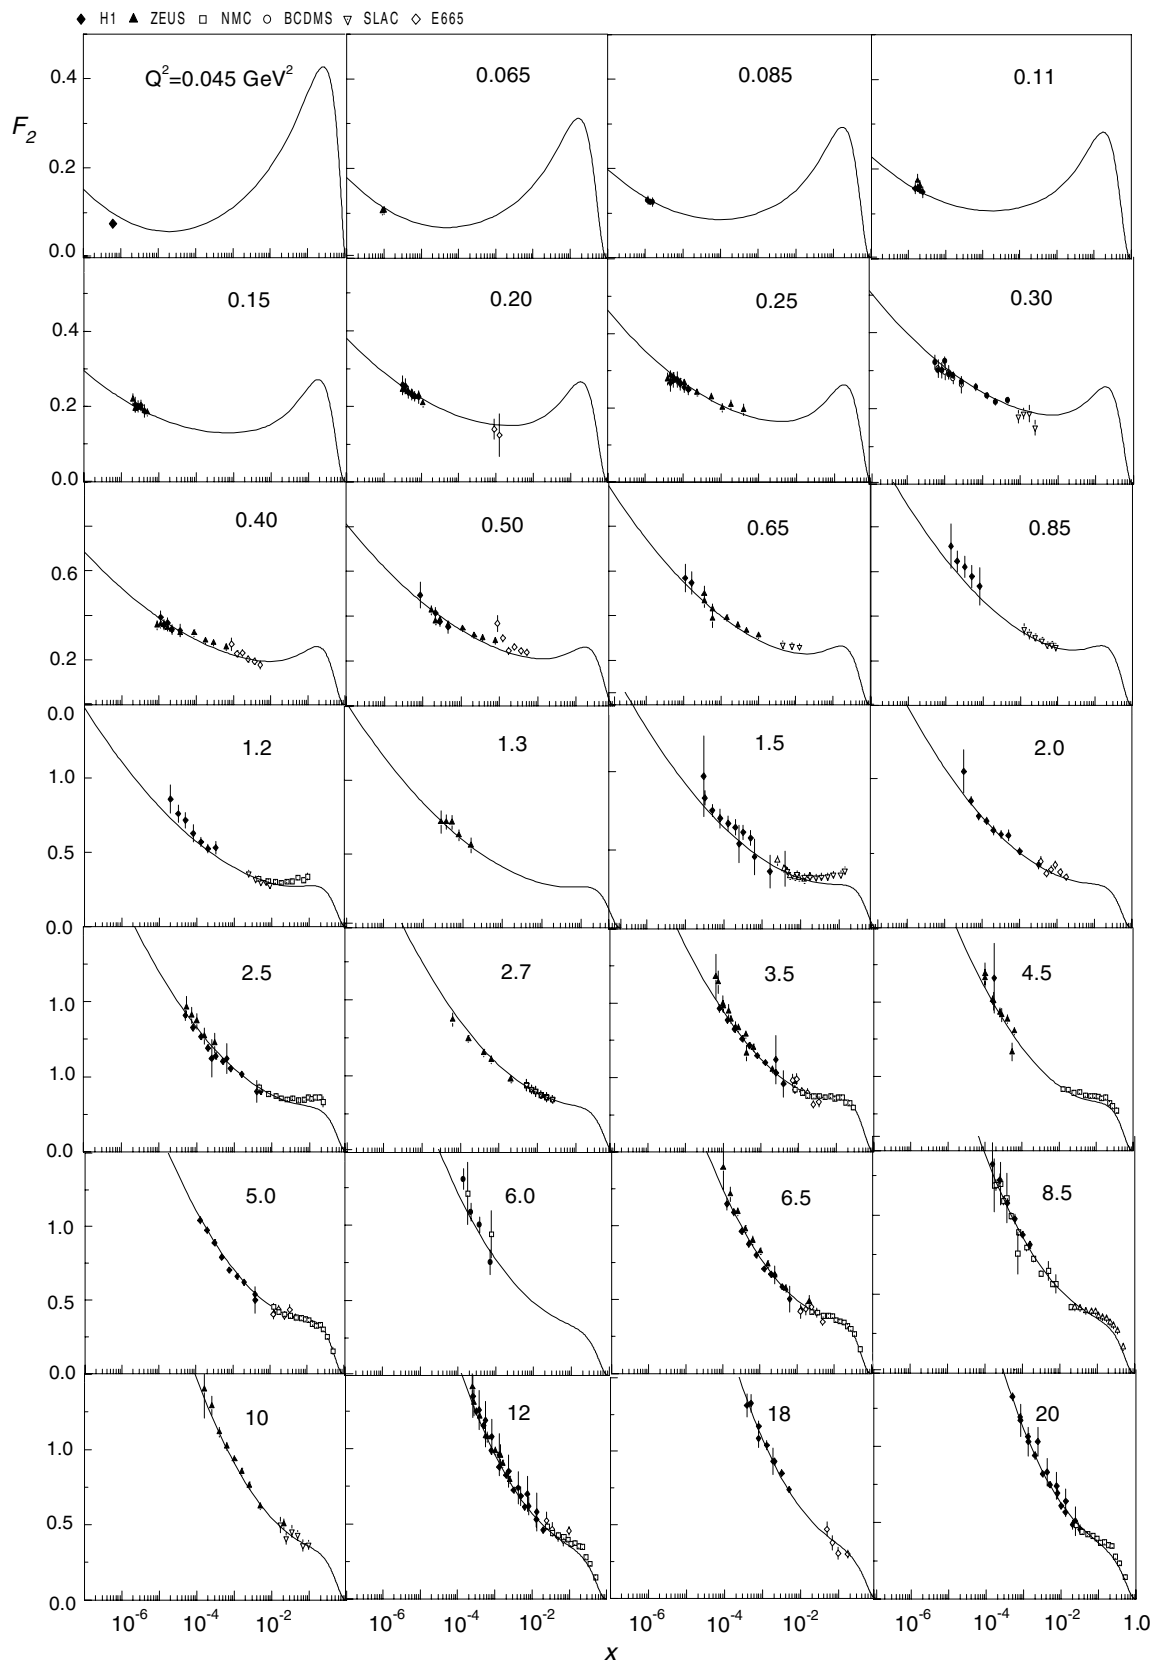 H1 ZEUS NMC BCDMS SLAC E665
Q²=0.045 GeV² 0.065 0.085 0.11
0.4
F₂
0.2
0.0
0.15 0.20 0.25 0.30
0.4
0.2
0.0
0.40 0.50 0.65 0.85
0.6
0.2
0.0
1.2 1.3 1.5 2.0
1.0
0.5
0.0
2.5 2.7 3.5 4.5
1.0
1.0
0.0
5.0 6.0 6.5 8.5
1.0
0.5
0.0
10 12 18 20
1.0
0.5
0.0
10⁻⁶ 10⁻⁴ 10⁻² 10⁻⁶ 10⁻⁴ 10⁻² 10⁻⁶ 10⁻⁴ 10⁻² 10⁻⁶ 10⁻⁴ 10⁻² 1.0
x